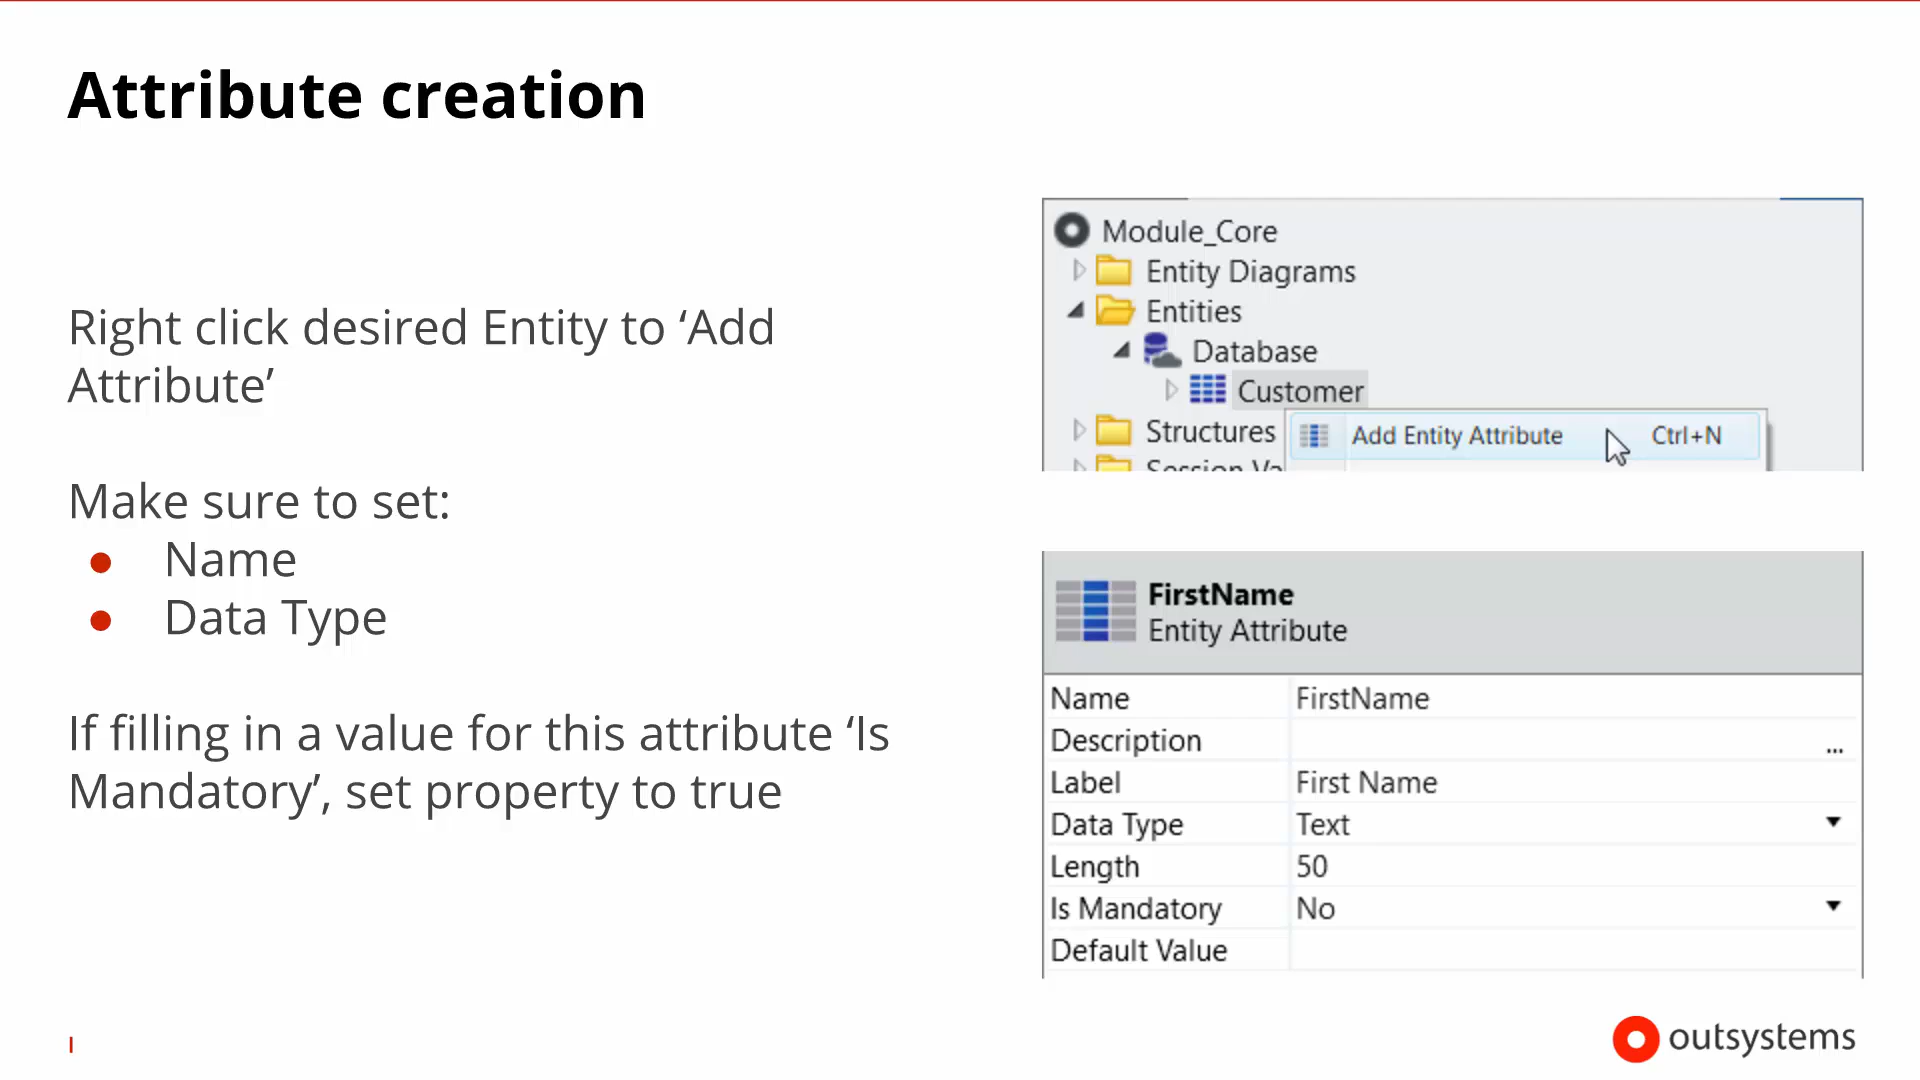 Attribute creation
Right click desired Entity to ‘Add
Attribute’
Make sure to set:
● Name
● Data Type
If filling in a value for this attribute ‘Is
Mandatory’, set property to true
Module_Core
Entity Diagrams
Entities
Database
Customer
Structures
Add Entity Attribute Ctrl+N
Session Va
FirstName
Entity Attribute
Name FirstName
Description ...
Label First Name
Data Type Text
Length 50
Is Mandatory No
Default Value
outsystems